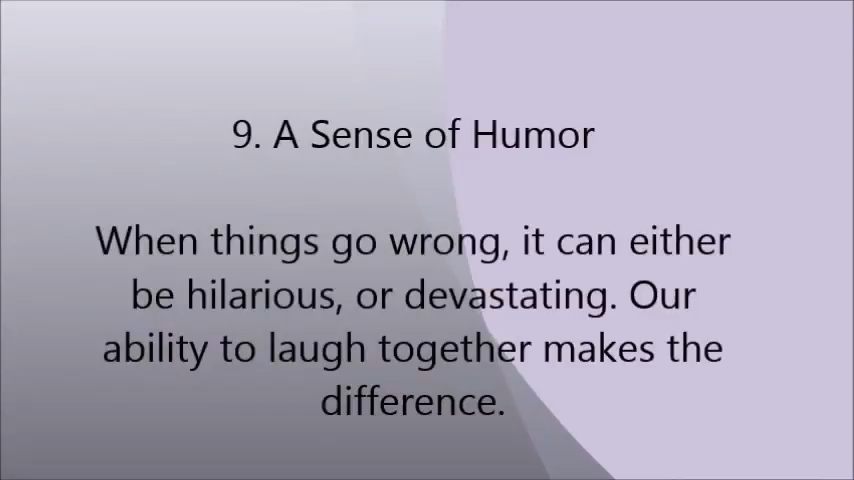 9. A Sense of Humor
When things go wrong, it can either
be hilarious, or devastating. Our
ability to laugh together makes the
difference.